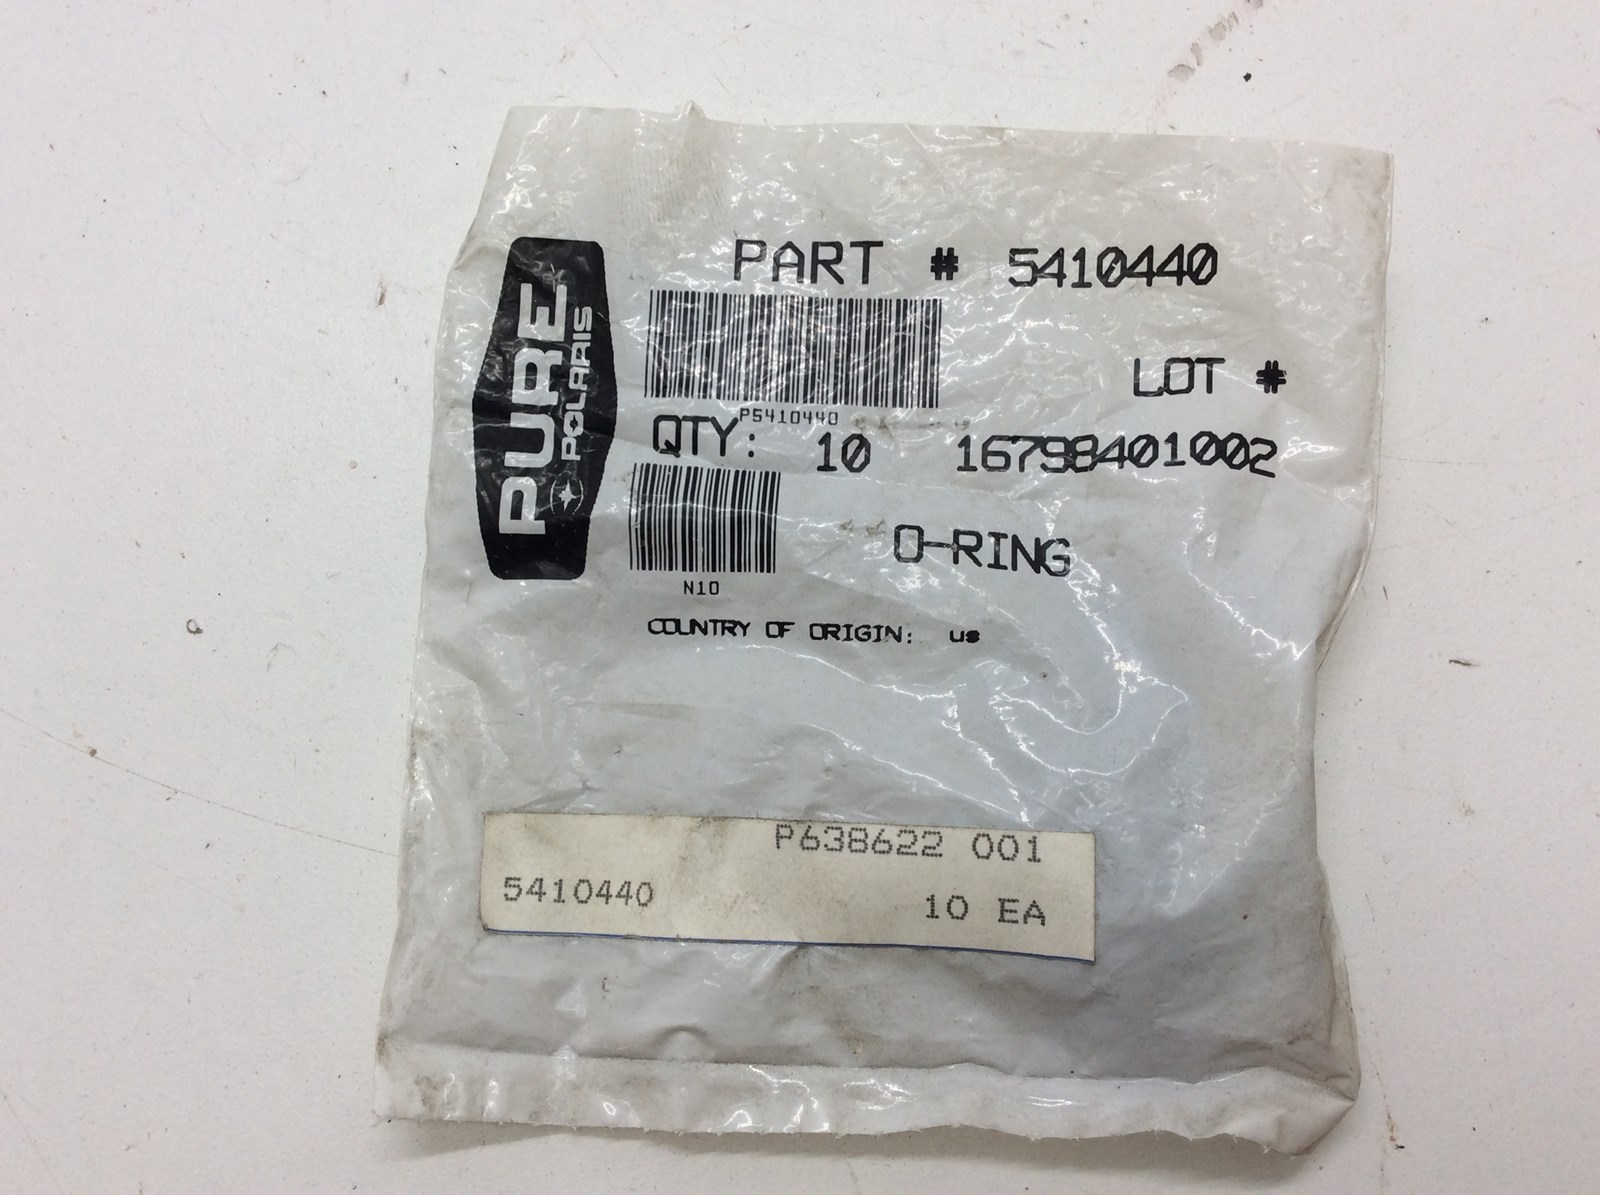 PURE
POLARIS
PART # 5410440
P5410440
LOT #
QTY: 10 16798401002
N10
O-RING
COUNTRY OF ORIGIN: us
P638622 001
5410440 10 EA